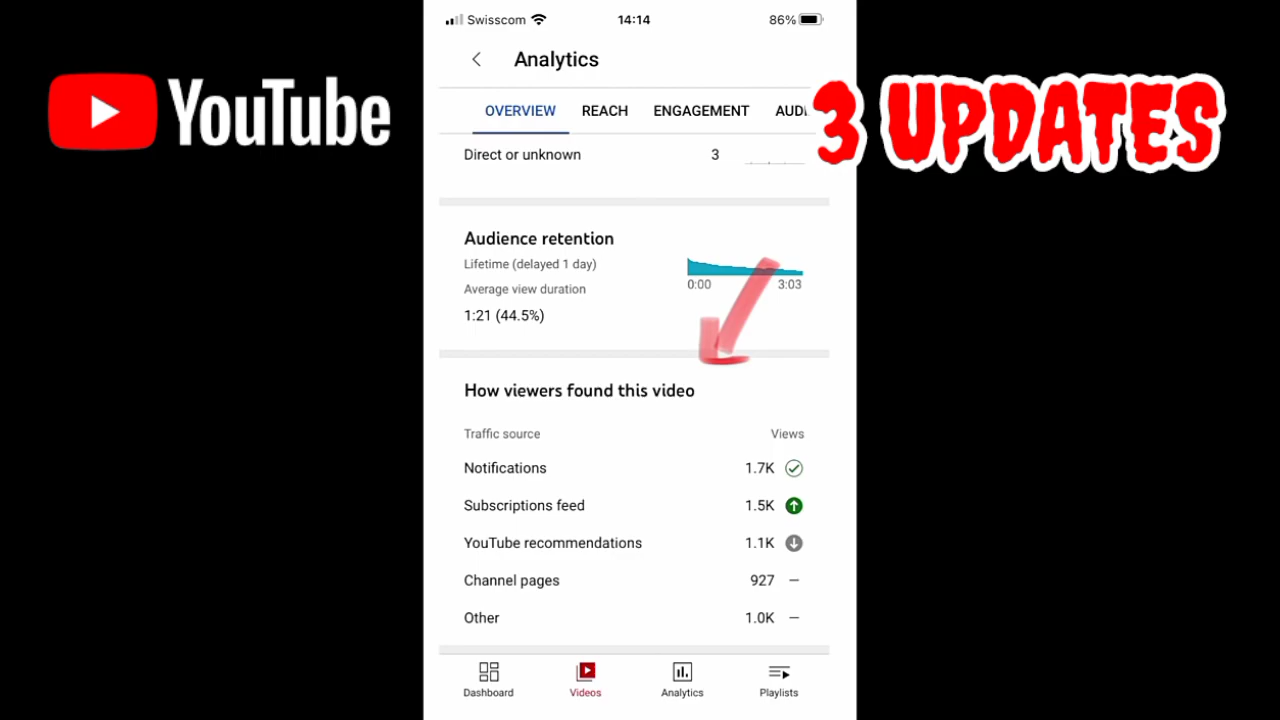 Swisscom 14:14 86%
Analytics
YouTube
3 UPDATES
OVERVIEW REACH ENGAGEMENT AUDI
Direct or unknown 3
Audience retention
Lifetime (delayed 1 day)
0:00 3:03
Average view duration
1:21 (44.5%)
How viewers found this video
Traffic source Views
Notifications 1.7K
Subscriptions feed 1.5K
YouTube recommendations 1.1K
Channel pages 927 —
Other 1.0K —
Dashboard Videos Analytics Playlists